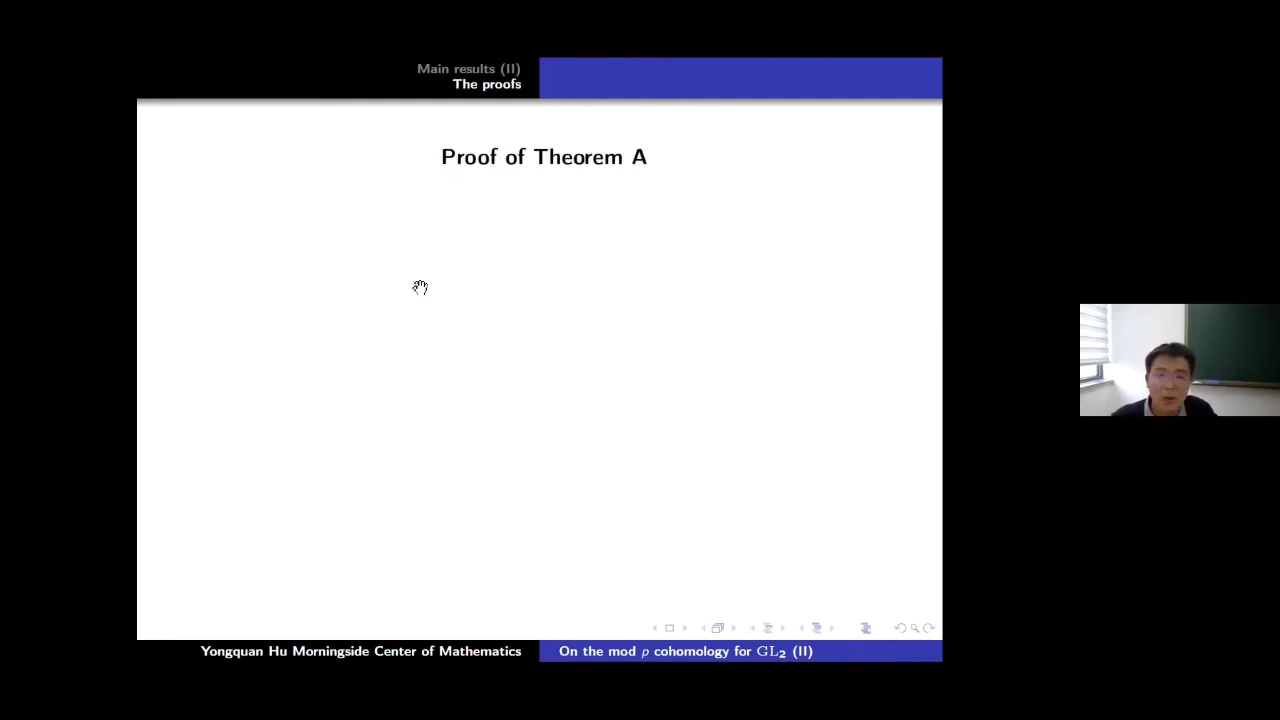 Main results (II)
The proofs
Proof of Theorem A
Yongquan Hu Morningside Center of Mathematics
On the mod p cohomology for GL₂ (II)